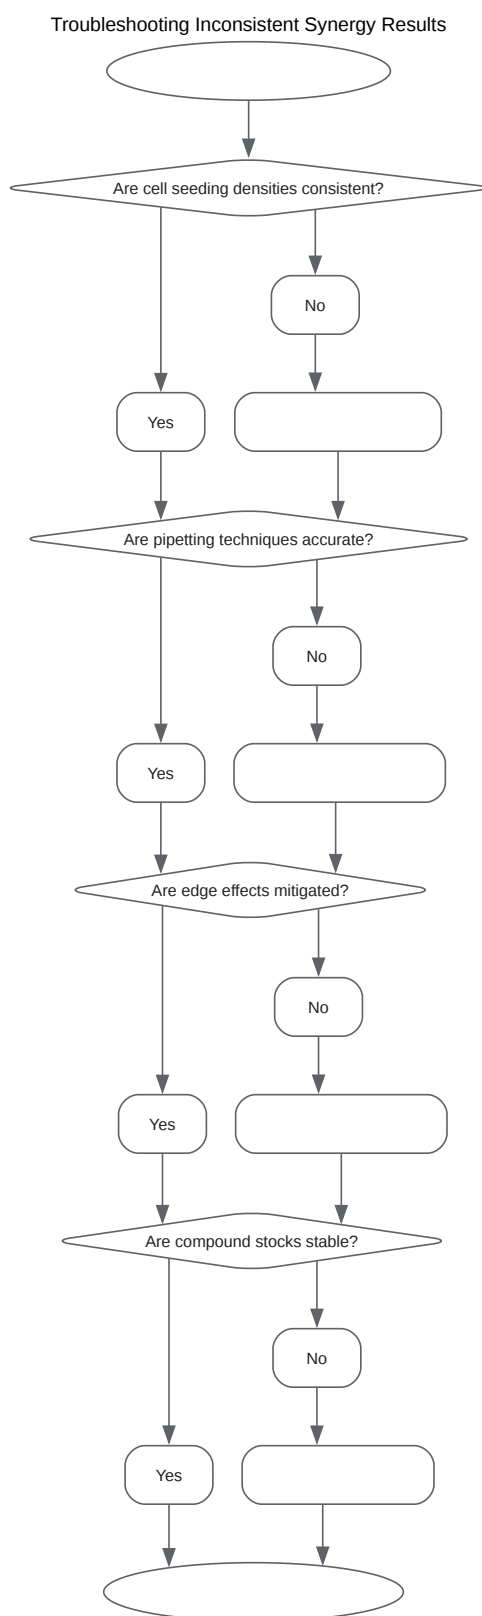 Troubleshooting Inconsistent Synergy Results
Are cell seeding densities consistent?
No
Yes
Are pipetting techniques accurate?
No
Yes
Are edge effects mitigated?
No
Yes
Are compound stocks stable?
No
Yes